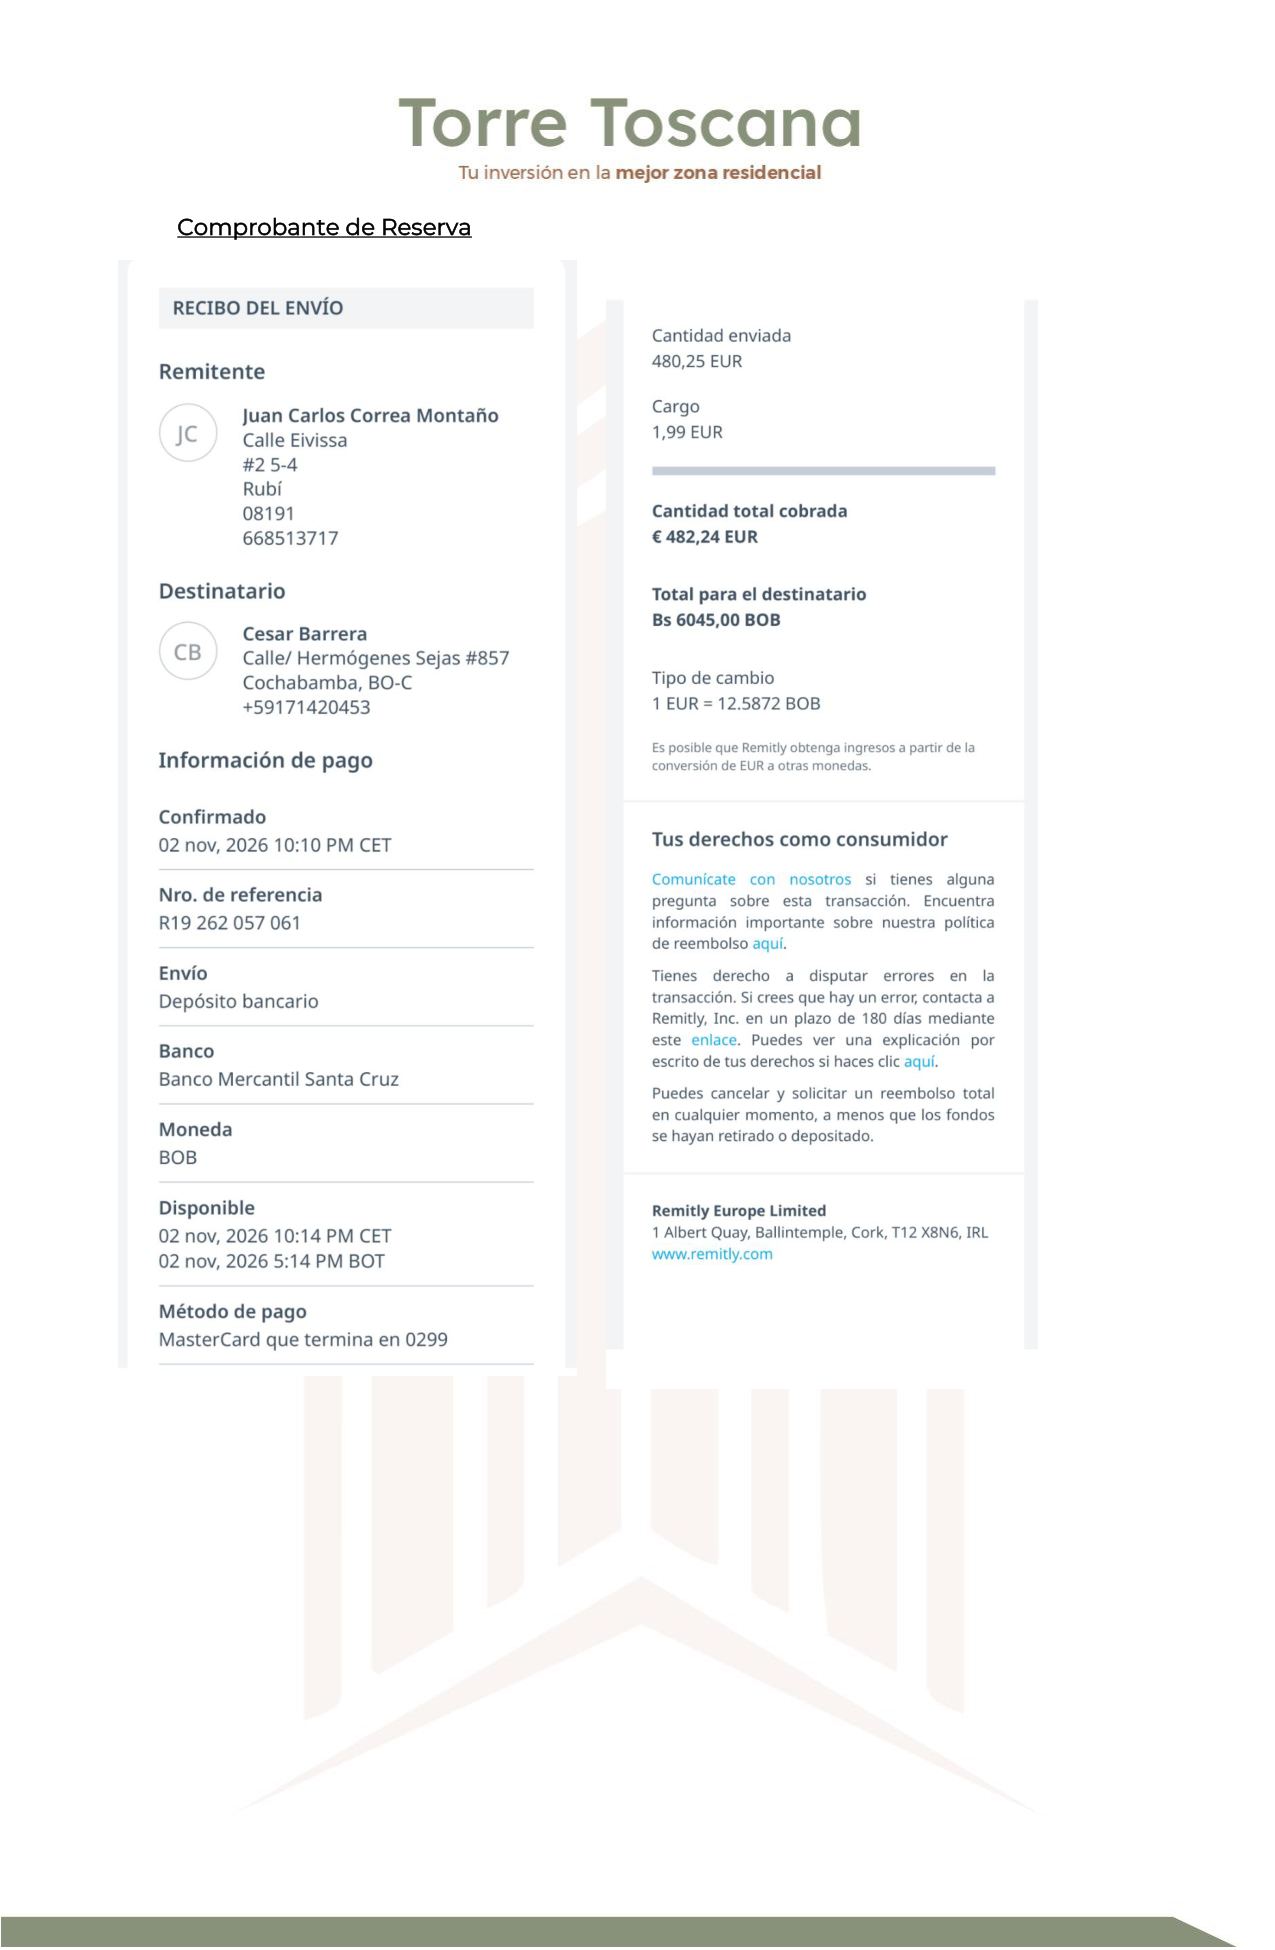 Torre Toscana
Tu inversión en la mejor zona residencial
Comprobante de Reserva
RECIBO DEL ENVÍO
Remitente
JC
Juan Carlos Correa Montaño
Calle Eivissa
#2 5-4
Rubí
08191
668513717
Destinatario
CB
Cesar Barrera
Calle/ Hermógenes Sejas #857
Cochabamba, BO-C
+59171420453
Información de pago
Confirmado
02 nov, 2026 10:10 PM CET
Nro. de referencia
R19 262 057 061
Envío
Depósito bancario
Banco
Banco Mercantil Santa Cruz
Moneda
BOB
Disponible
02 nov, 2026 10:14 PM CET
02 nov, 2026 5:14 PM BOT
Método de pago
MasterCard que termina en 0299
Cantidad enviada
480,25 EUR
Cargo
1,99 EUR
Cantidad total cobrada
€ 482,24 EUR
Total para el destinatario
Bs 6045,00 BOB
Tipo de cambio
1 EUR = 12.5872 BOB
Es posible que Remitly obtenga ingresos a partir de la
conversión de EUR a otras monedas.
Tus derechos como consumidor
Comunícate con nosotros si tienes alguna
pregunta sobre esta transacción. Encuentra
información importante sobre nuestra política
de reembolso aquí.
Tienes derecho a disputar errores en la
transacción. Si crees que hay un error, contacta a
Remitly, Inc. en un plazo de 180 días mediante
este enlace. Puedes ver una explicación por
escrito de tus derechos si haces clic aquí.
Puedes cancelar y solicitar un reembolso total
en cualquier momento, a menos que los fondos
se hayan retirado o depositado.
Remitly Europe Limited
1 Albert Quay, Ballintemple, Cork, T12 X8N6, IRL
www.remitly.com